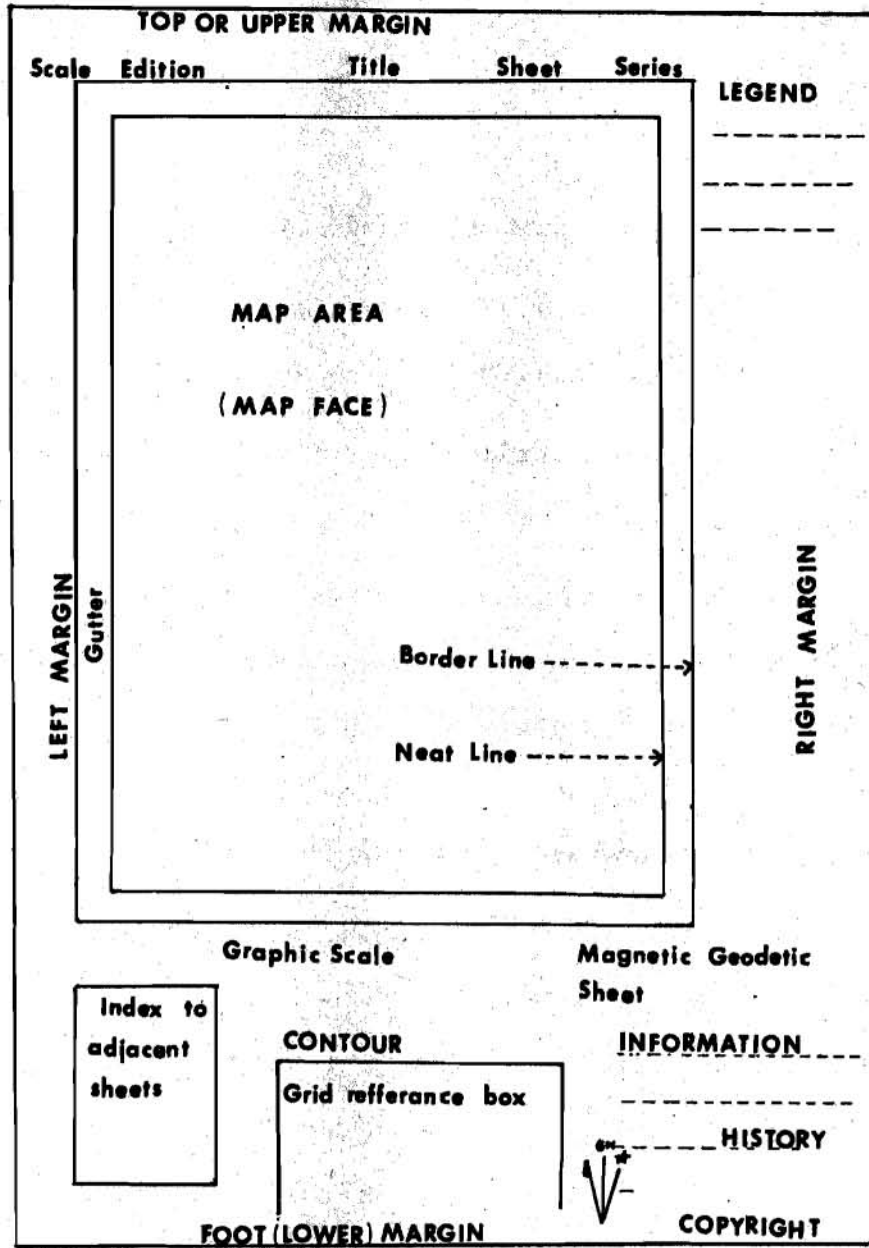 TOP OR UPPER MARGIN
Scale Edition Title Sheet Series
LEGEND
MAP AREA
(MAP FACE)
LEFT MARGIN
Gutter
Border Line
Neat Line
RIGHT MARGIN
Graphic Scale
Magnetic Geodetic
Sheet
Index to
adjacent
sheets
CONTOUR
Grid refferance box
INFORMATION
HISTORY
GN
FOOT (LOWER) MARGIN
COPYRIGHT